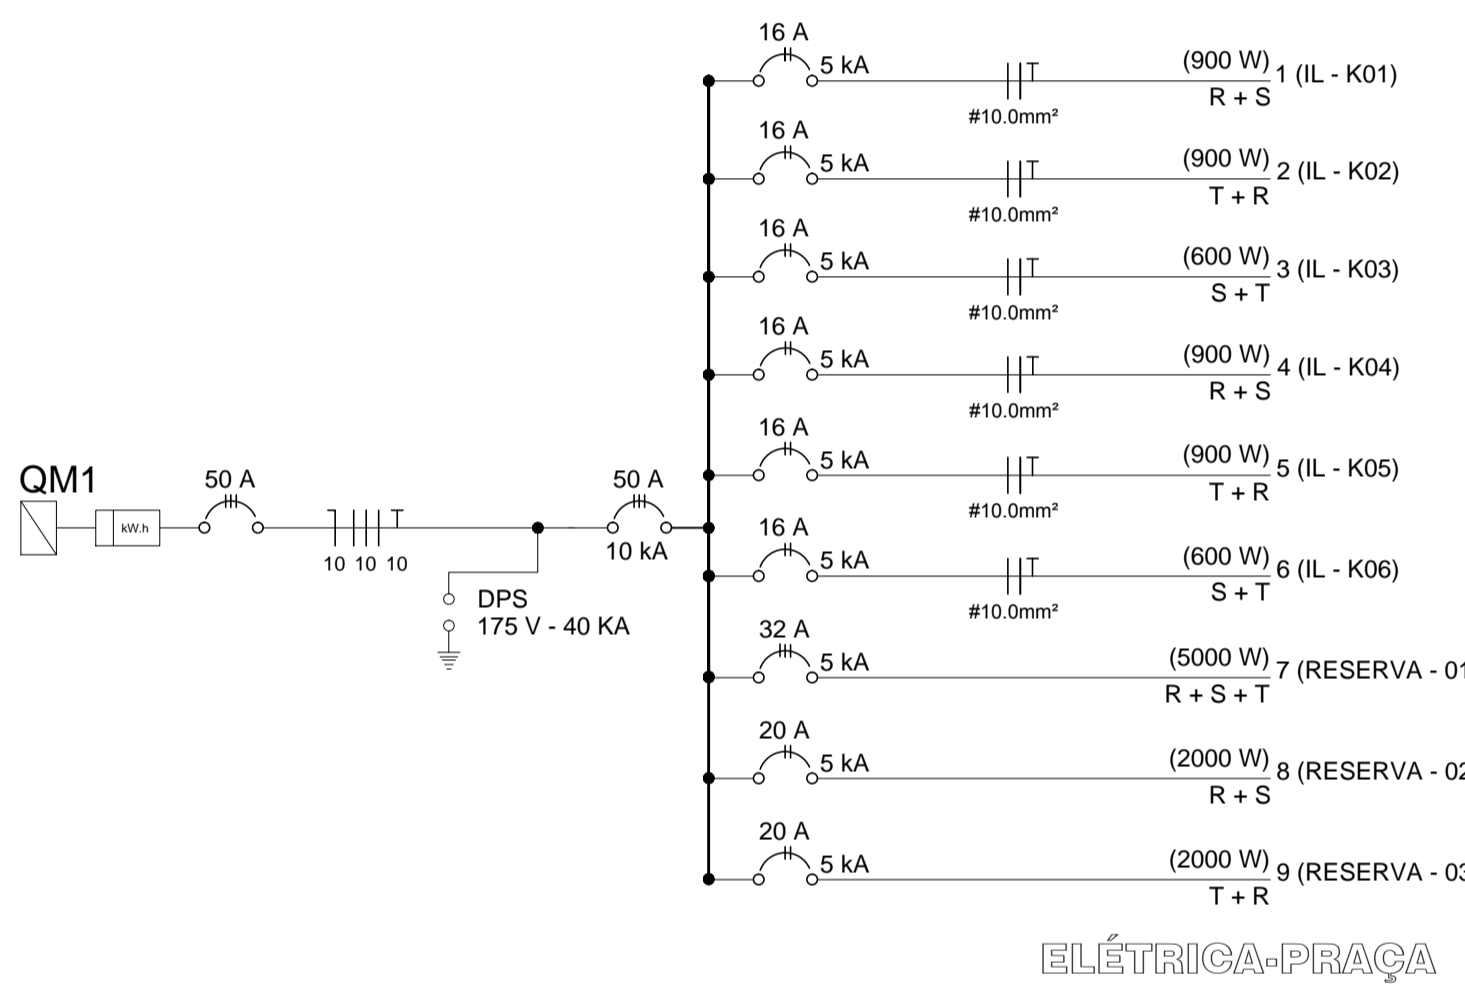 16 A
5 kA
(900 W)
1 (IL - K01)
R + S
#10.0mm²
16 A
5 kA
(900 W)
2 (IL - K02)
T + R
#10.0mm²
16 A
5 kA
(600 W)
3 (IL - K03)
S + T
#10.0mm²
16 A
5 kA
(900 W)
4 (IL - K04)
R + S
#10.0mm²
16 A
5 kA
(900 W)
5 (IL - K05)
T + R
#10.0mm²
QM1
kW.h
50 A
10 10 10
50 A
10 kA
DPS
175 V - 40 KA
16 A
5 kA
(600 W)
6 (IL - K06)
S + T
#10.0mm²
32 A
5 kA
(5000 W)
7 (RESERVA - 01
R + S + T
20 A
5 kA
(2000 W)
8 (RESERVA - 02
R + S
20 A
5 kA
(2000 W)
9 (RESERVA - 03
T + R
ELÉTRICA-PRAÇA